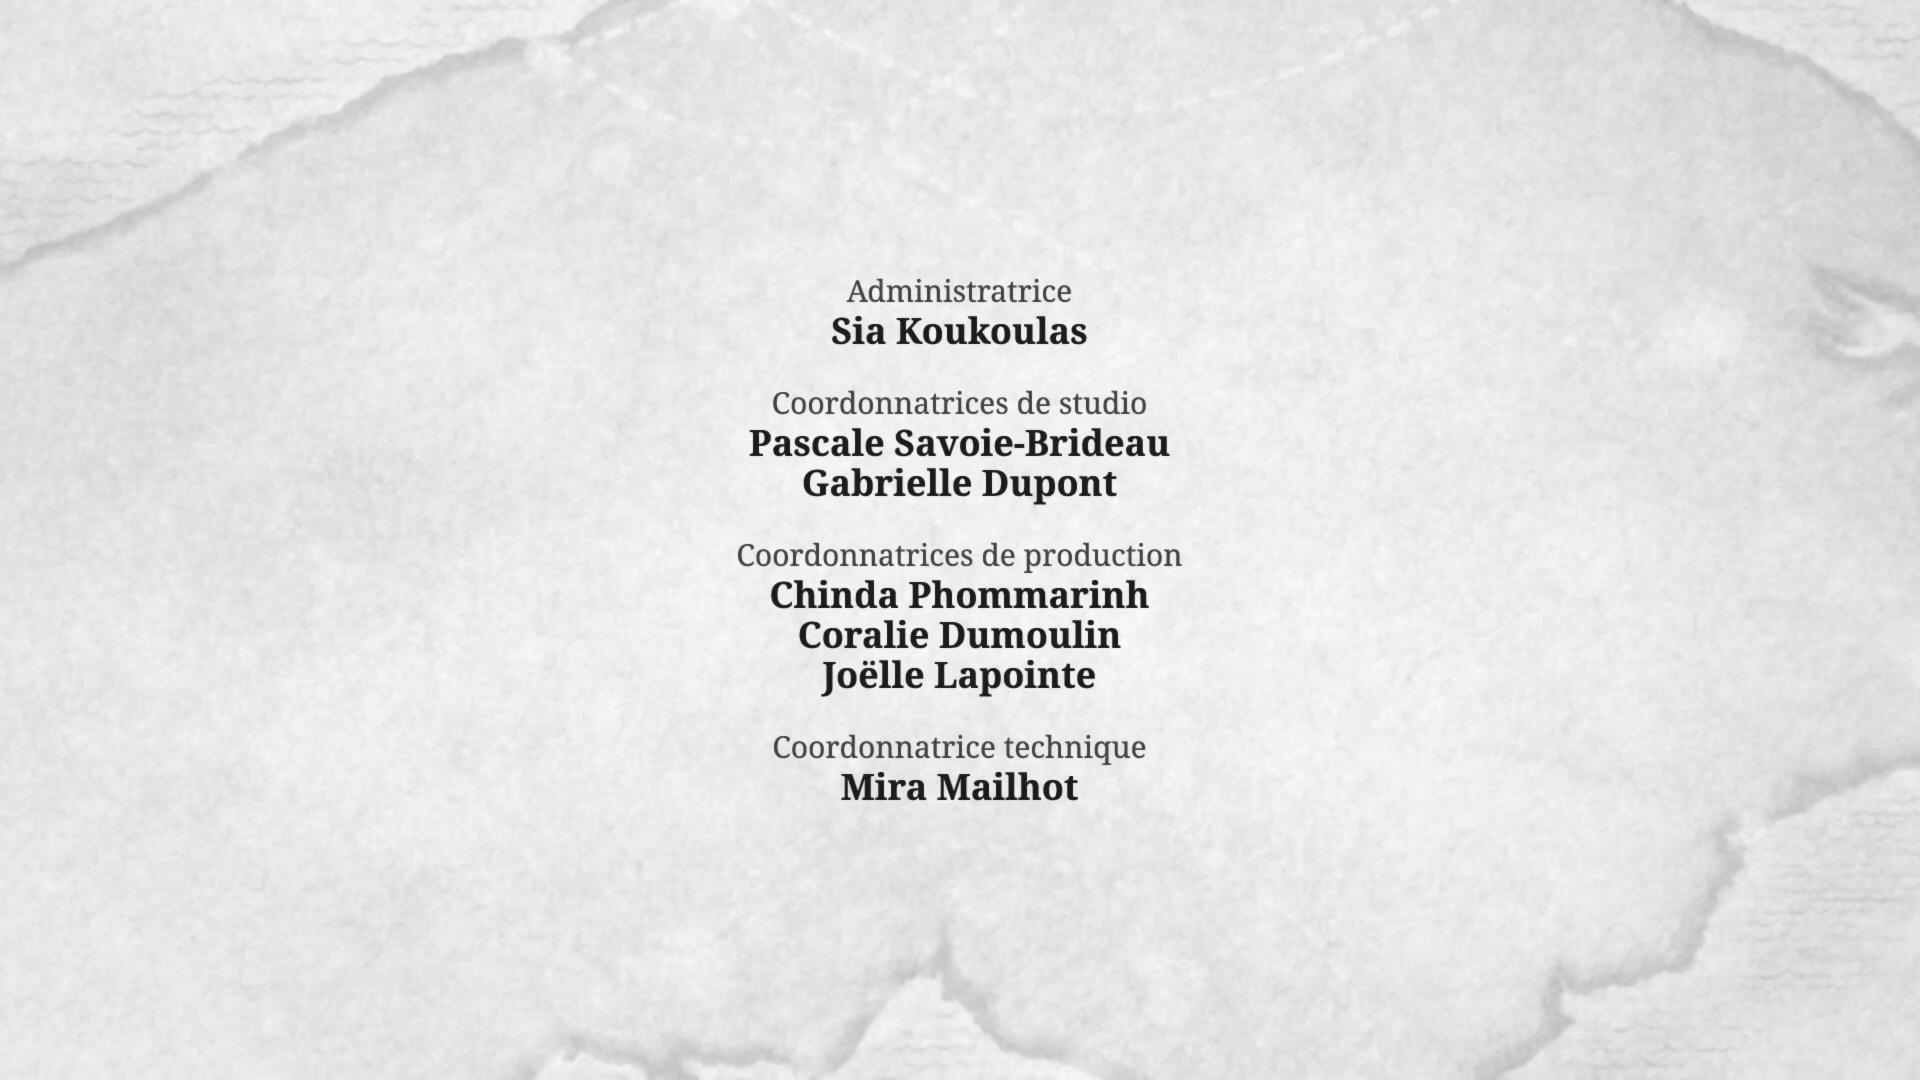 Administratrice
Sia Koukoulas
Coordonnatrices de studio
Pascale Savoie-Brideau
Gabrielle Dupont
Coordonnatrices de production
Chinda Phommarinh
Coralie Dumoulin
Joëlle Lapointe
Coordonnatrice technique
Mira Mailhot